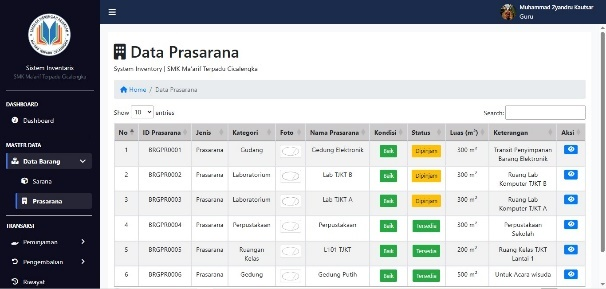 Muhammad Zyandru Kautsar
Guru
Sistem Inventaris
SMK Ma'arif Terpadu Cicalengka
DASHBOARD
Dashboard
MASTER DATA
Data Barang
Sarana
Prasarana
TRANSAKSI
Peminjaman
Pengembalian
Riwayat
Data Prasarana
System Inventory | SMK Ma'arif Terpadu Cicalengka
Home / Data Prasarana
Show 10 entries
Search:
No ID Prasarana Jenis Kategori Foto Nama Prasarana Kondisi Status Luas (m²) Keterangan Aksi
1 BRGPR0001 Prasarana Gudang Gedung Elektronik Baik Dipinjam 300 m² Transit Penyimpanan
Barang Elektronik
2 BRGPR0002 Prasarana Laboratorium Lab TJKT B Baik Dipinjam 300 m² Ruang Lab
Komputer TJKT B
3 BRGPR0003 Prasarana Laboratorium Lab TJKT A Baik Dipinjam 300 m² Ruang Lab
Komputer TJKT A
4 BRGPR0004 Prasarana Perpustakaan Perpustakaan Baik Tersedia 300 m² Perpustakaan
Sekolah
5 BRGPR0005 Prasarana Ruangan
Kelas L101 TJKT Baik Tersedia 200 m² Ruang Kelas TJKT
Lantai 1
6 BRGPR0006 Prasarana Gedung Gedung Putih Baik Tersedia 500 m² Untuk Acara wisuda